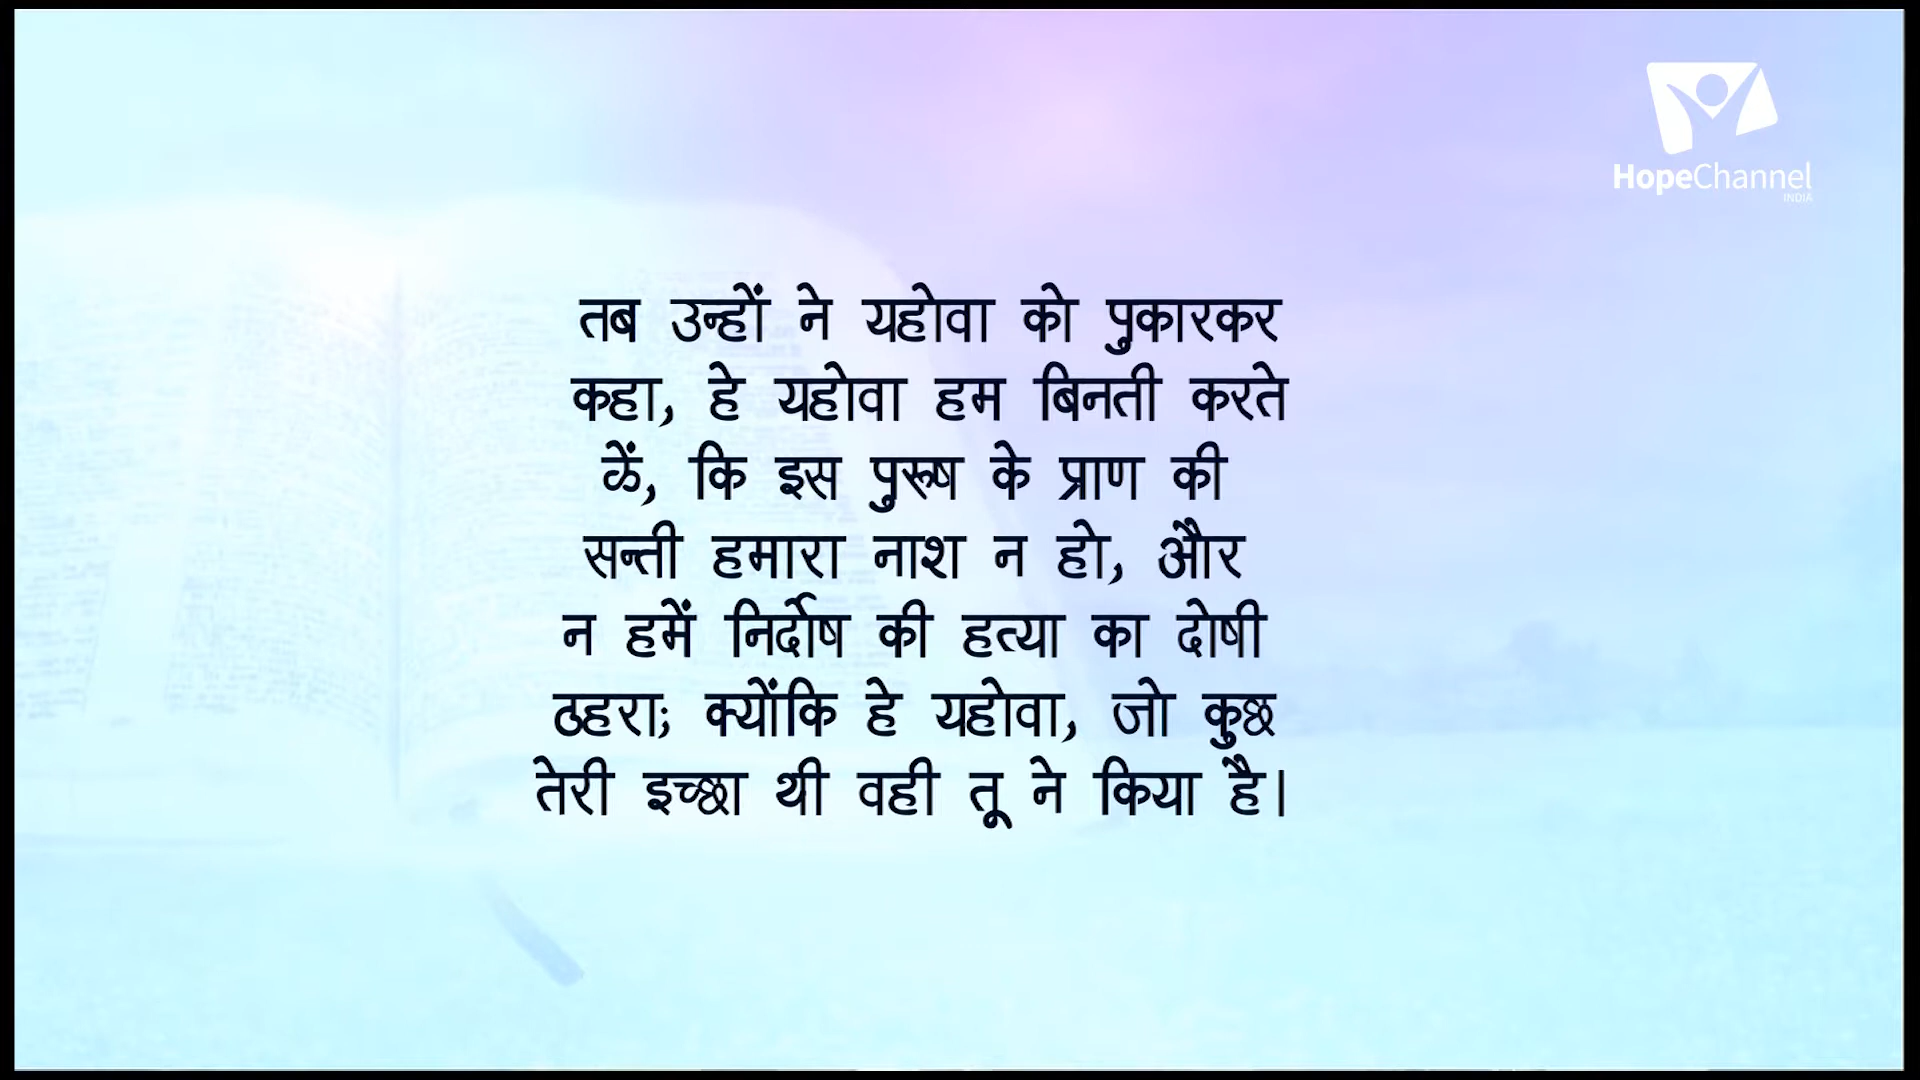 HopeChannel
INDIA
तब उन्हों ने यहोवा को पुकारकर
कहा, हे यहोवा हम बिनती करते
ळें, कि इस पुरूष के प्राण की
सन्ती हमारा नाश न हो, और
न हमें निर्दोष की हत्या का दोषी
ठहरा; क्योंकि हे यहोवा, जो कुछ
तेरी इच्छा थी वही तू ने किया है।